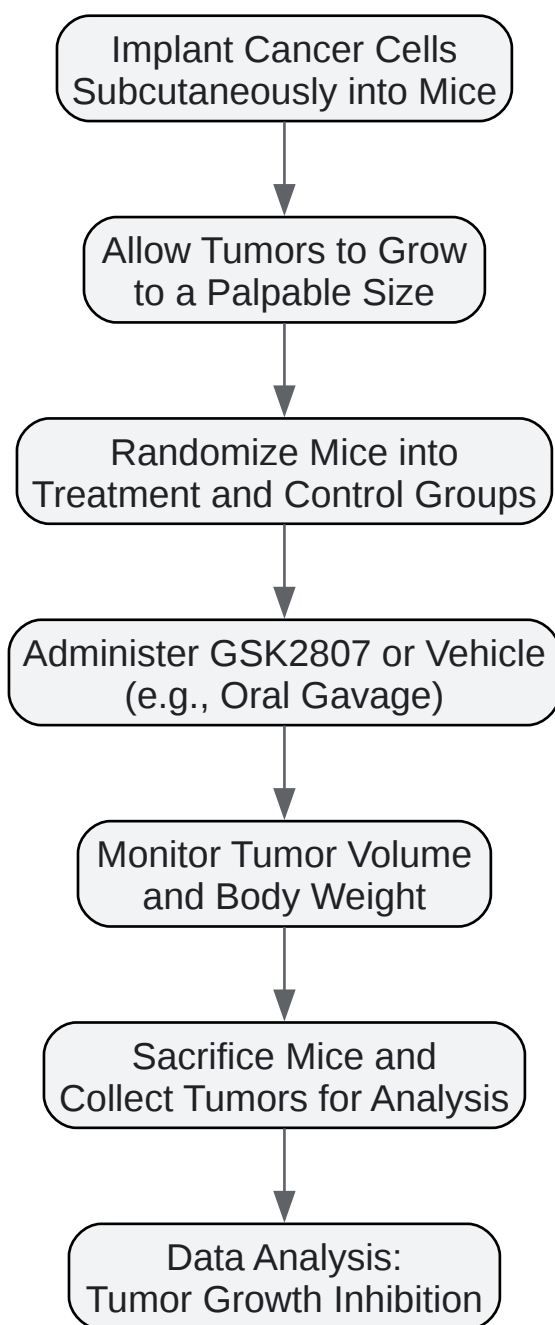 Implant Cancer Cells
Subcutaneously into Mice
Allow Tumors to Grow
to a Palpable Size
Randomize Mice into
Treatment and Control Groups
Administer GSK2807 or Vehicle
(e.g., Oral Gavage)
Monitor Tumor Volume
and Body Weight
Sacrifice Mice and
Collect Tumors for Analysis
Data Analysis:
Tumor Growth Inhibition